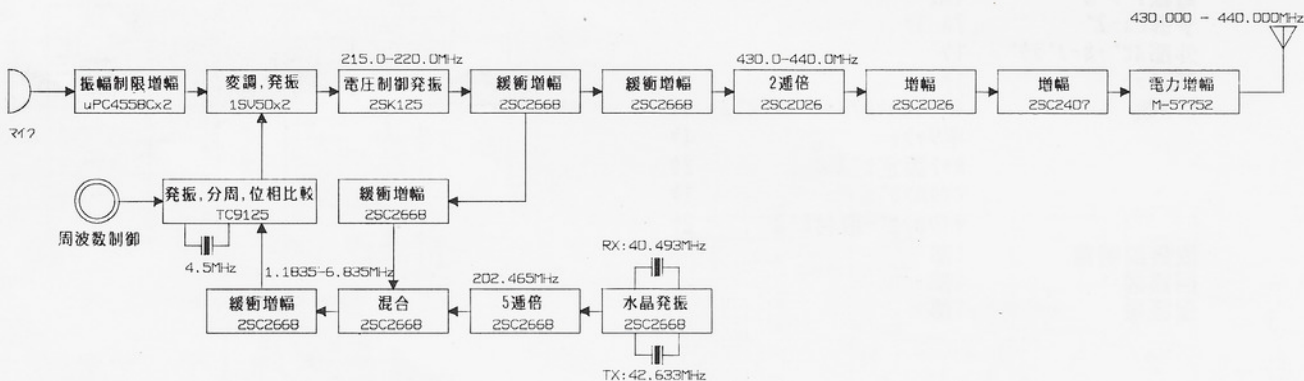 430.000 - 440.000MHz
215.0-220.0MHz
430.0-440.0MHz
振幅制限増幅
uPC4558Cx2
変調,発振
1SV50x2
電圧制御発振
2SK125
緩衝増幅
2SC2668
緩衝増幅
2SC2668
2逓倍
2SC2026
増幅
2SC2026
増幅
2SC2407
電力増幅
M-57752
マイク
発振,分周,位相比較
TC9125
緩衝増幅
2SC2668
周波数制御
4.5MHz
RX:40.493MHz
1.1835-6.835MHz
202.465MHz
緩衝増幅
2SC2668
混合
2SC2668
5逓倍
2SC2668
水晶発振
2SC2668
TX:42.633MHz